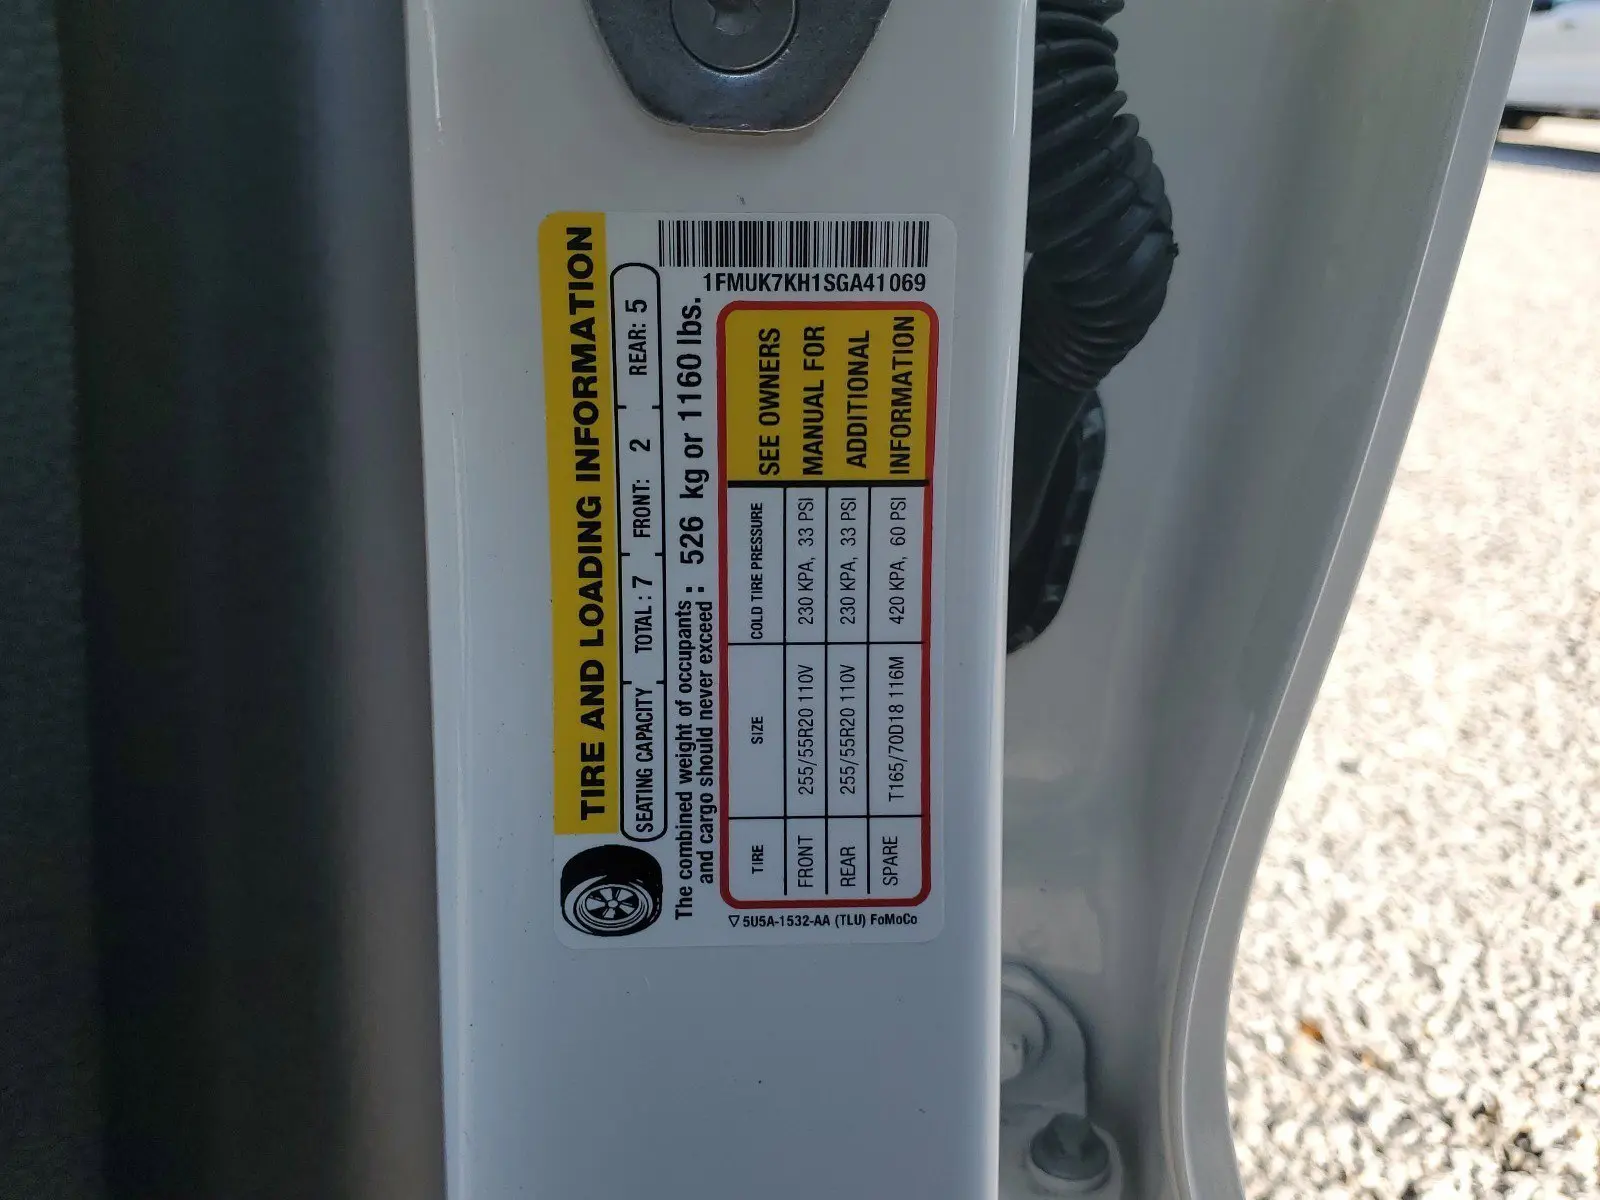 1FMUK7KH1SGA41069
TIRE AND LOADING INFORMATION
SEATING CAPACITY TOTAL : 7 FRONT: 2 REAR: 5
The combined weight of occupants : 526 kg or 1160 lbs.
and cargo should never exceed :
TIRE SIZE COLD TIRE PRESSURE
FRONT 255/55R20 110V 230 KPA, 33 PSI
REAR 255/55R20 110V 230 KPA, 33 PSI
SPARE T165/70D18 116M 420 KPA, 60 PSI
SEE OWNERS
MANUAL FOR
ADDITIONAL
INFORMATION
5U5A-1532-AA (TLU) FoMoCo